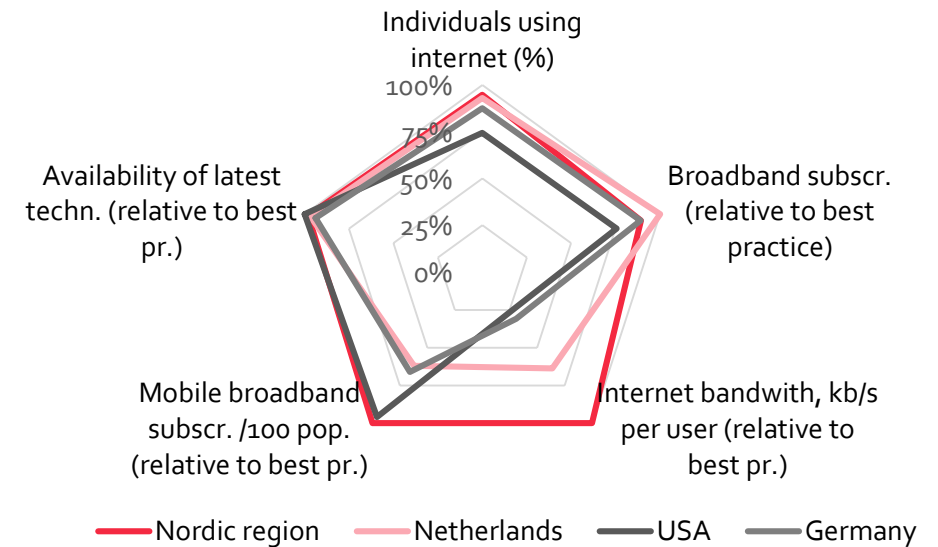 Individuals using
internet (%)
100%
75%
50%
25%
0%
Availability of latest
techn. (relative to best
pr.)
Broadband subscr.
(relative to best
practice)
Mobile broadband
subscr. /100 pop.
(relative to best pr.)
Internet bandwith, kb/s
per user (relative to
best pr.)
Nordic region
Netherlands
USA
Germany